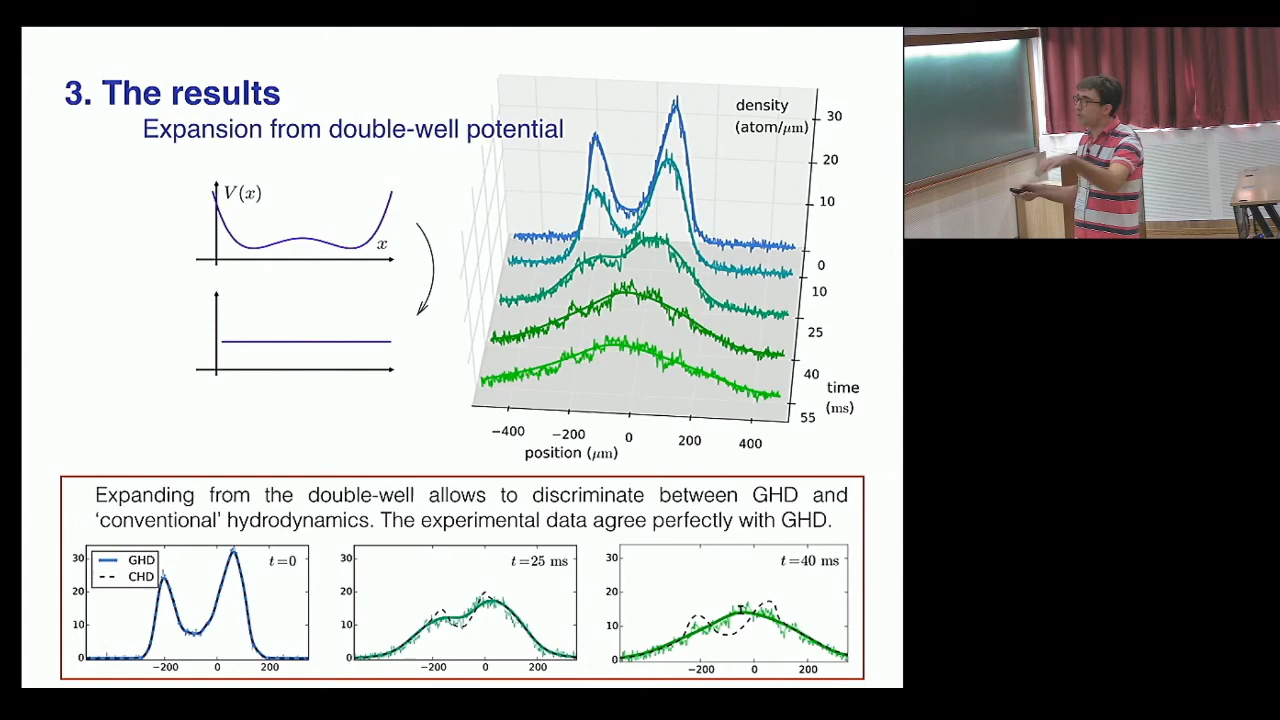 3. The results
Expansion from double-well potential
V(x)
x
density
(atom/μm)
30
20
10
0
10
25
40
55
time
(ms)
−400
−200
0
200
400
position (μm)
Expanding from the double-well allows to discriminate between GHD and
‘conventional’ hydrodynamics. The experimental data agree perfectly with GHD.
30
20
10
0
GHD
CHD
t=0
−200
0
200
30
20
10
0
t=25 ms
−200
0
200
30
20
10
0
t=40 ms
−200
0
200